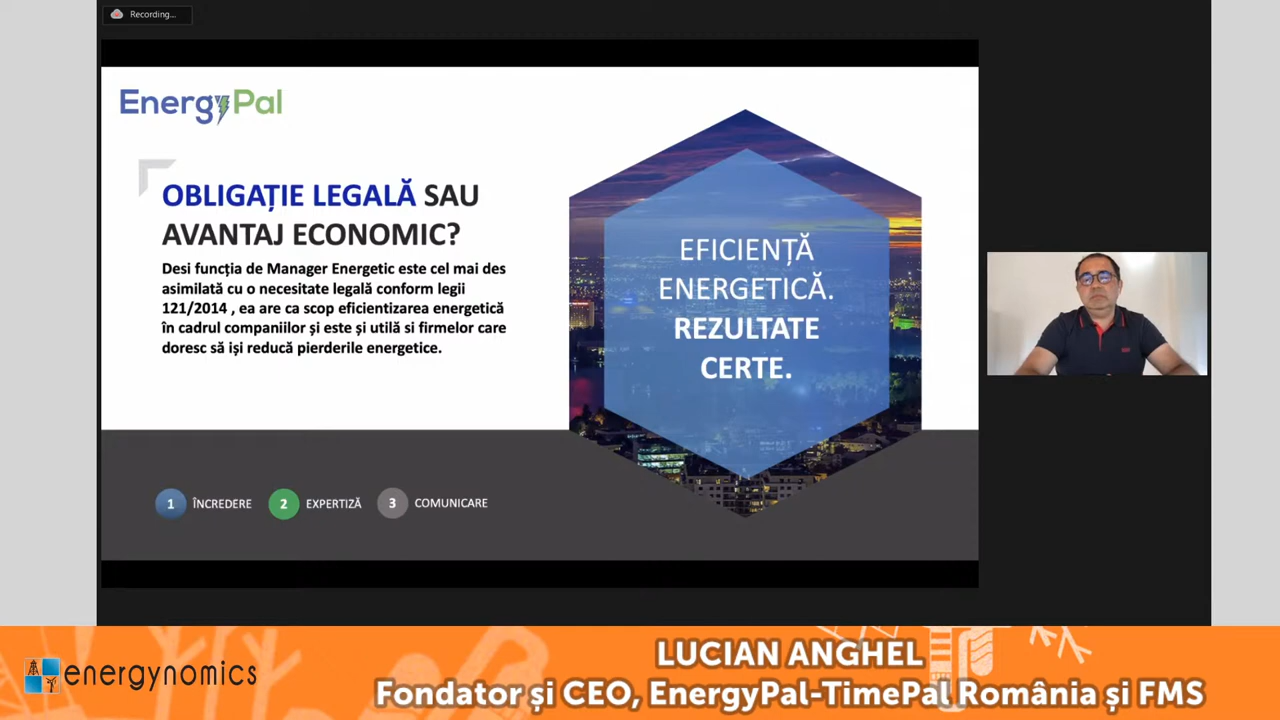 Recording...
EnergyPal
OBLIGAȚIE LEGALĂ SAU
AVANTAJ ECONOMIC?
Desi funcția de Manager Energetic este cel mai des
asimilată cu o necesitate legală conform legii
121/2014 , ea are ca scop eficientizarea energetică
în cadrul companiilor și este și utilă si firmelor care
doresc să iși reducă pierderile energetice.
EFICIENȚĂ
ENERGETICĂ.
REZULTATE
CERTE.
1 ÎNCREDERE 2 EXPERTIZĂ 3 COMUNICARE
energynomics
LUCIAN ANGHEL
Fondator și CEO, EnergyPal-TimePal România și FMS